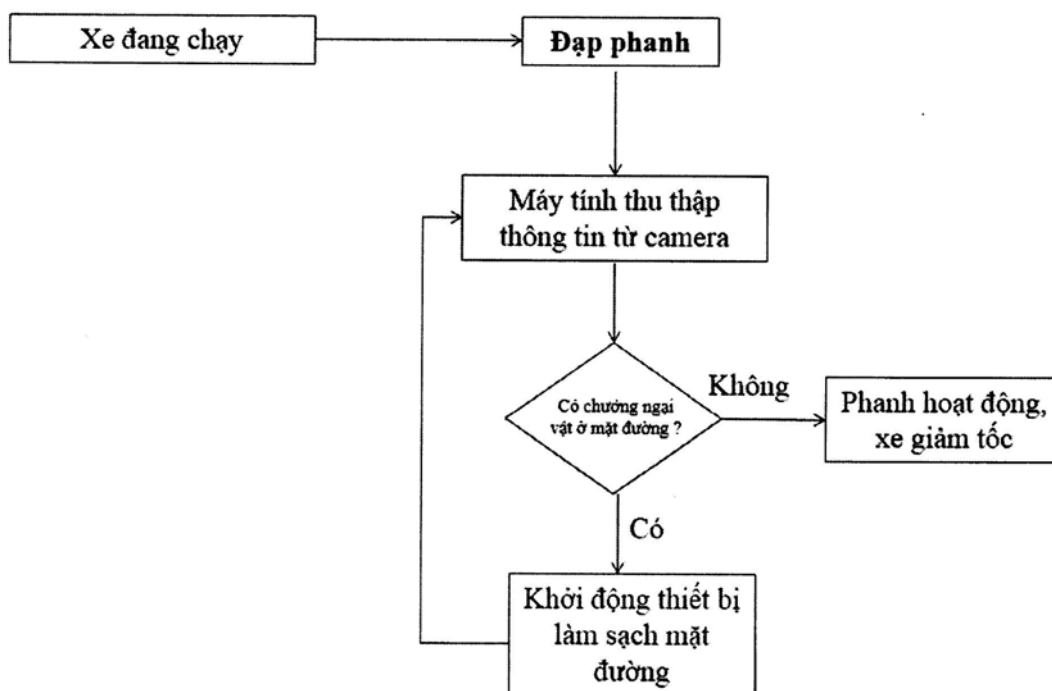 Xe đang chạy
Đạp phanh
Máy tính thu thập
thông tin từ camera
Có chướng ngại
vật ở mặt đường ?
Không
Phanh hoạt động,
xe giảm tốc
Có
Khởi động thiết bị
làm sạch mặt
đường